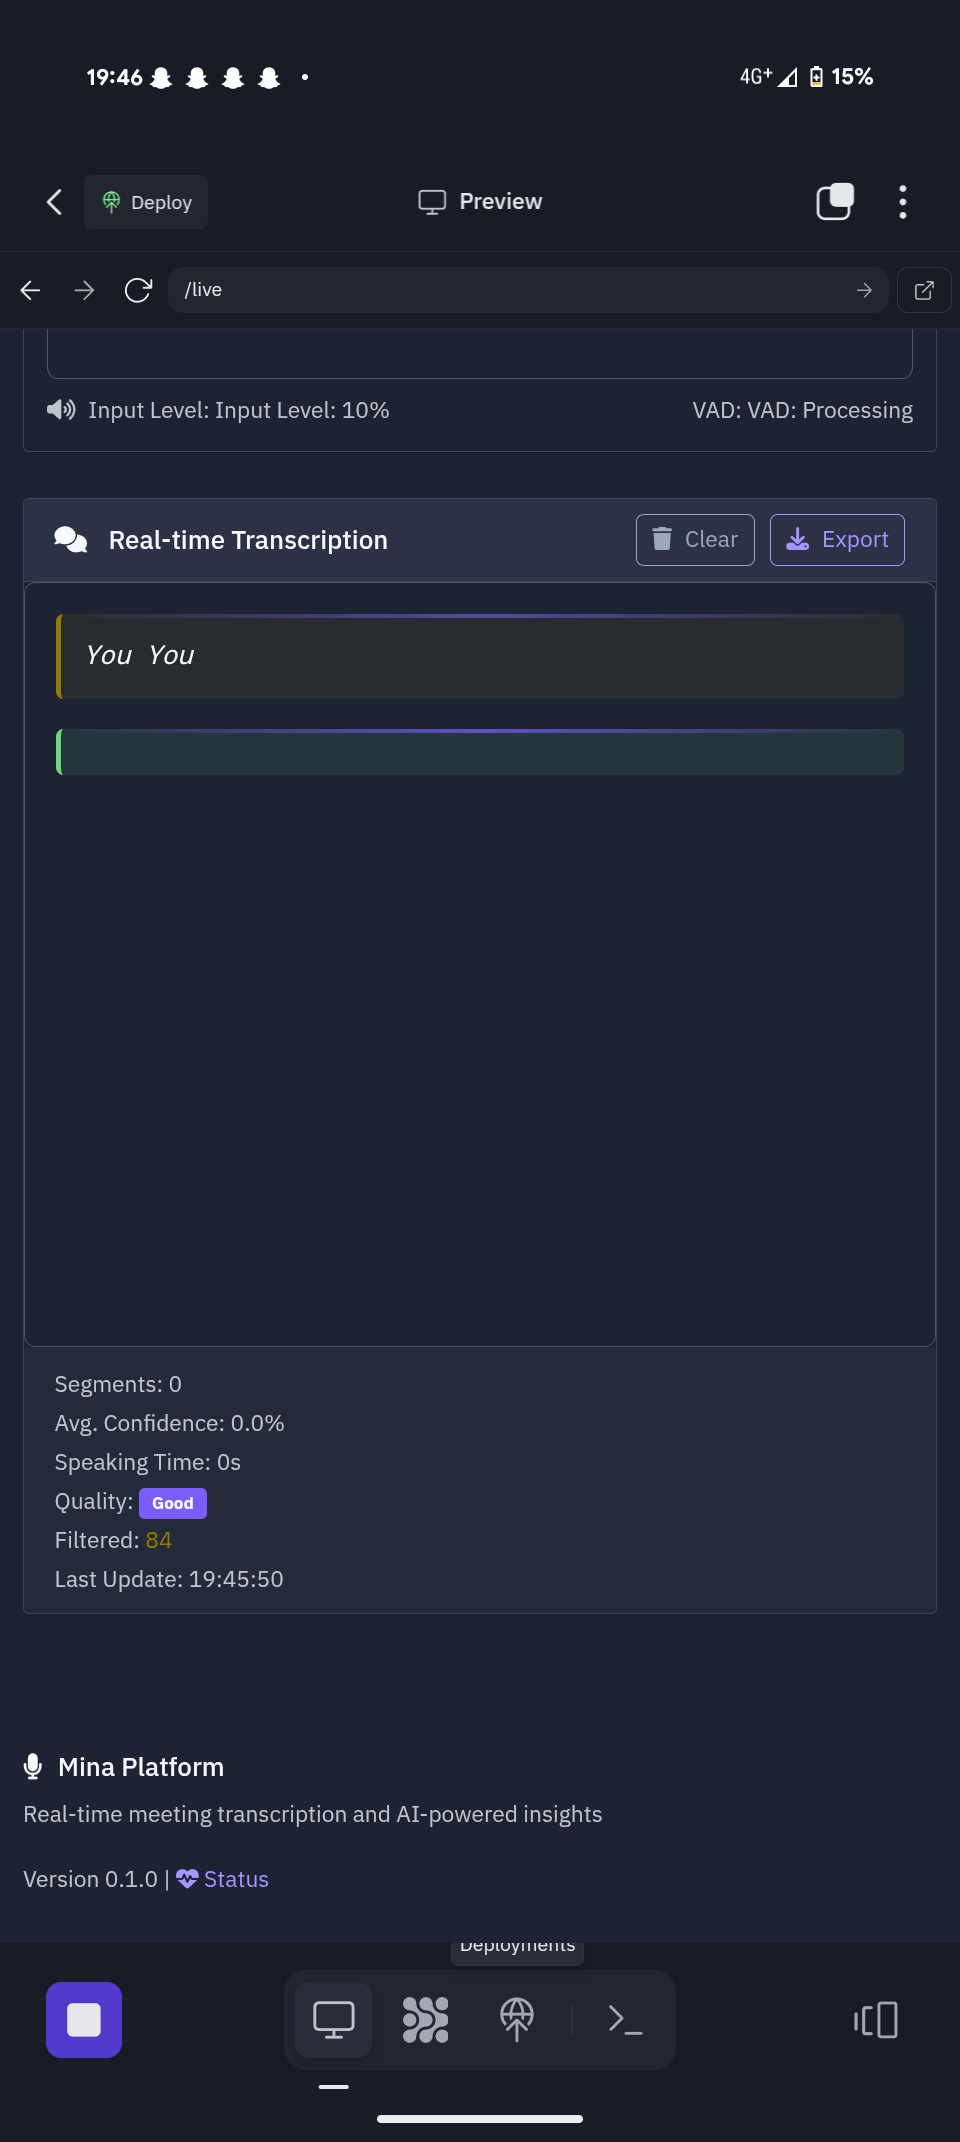 19:46
4G+ 15%
Deploy
Preview
/live
Input Level: Input Level: 10%
VAD: VAD: Processing
Real-time Transcription
Clear
Export
You You
Segments: 0
Avg. Confidence: 0.0%
Speaking Time: 0s
Quality: Good
Filtered: 84
Last Update: 19:45:50
Mina Platform
Real-time meeting transcription and AI-powered insights
Version 0.1.0 | Status
Deployments